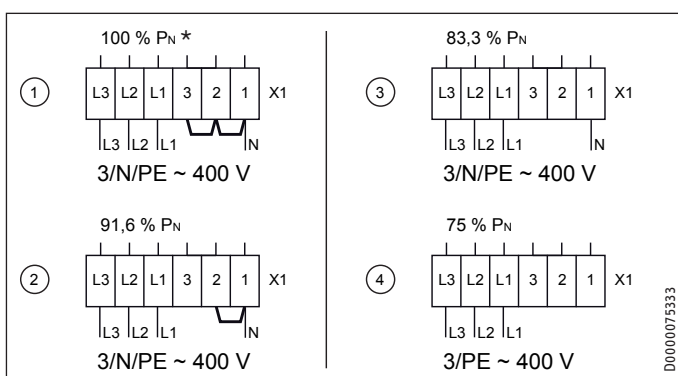 100 % PN *
1 L3 L2 L1 3 2 1 X1
L3 L2 L1 N
3/N/PE ~ 400 V
91,6 % PN
2 L3 L2 L1 3 2 1 X1
L3 L2 L1 N
3/N/PE ~ 400 V
83,3 % PN
3 L3 L2 L1 3 2 1 X1
L3 L2 L1 N
3/N/PE ~ 400 V
75 % PN
4 L3 L2 L1 3 2 1 X1
L3 L2 L1
3/PE ~ 400 V
D0000075333